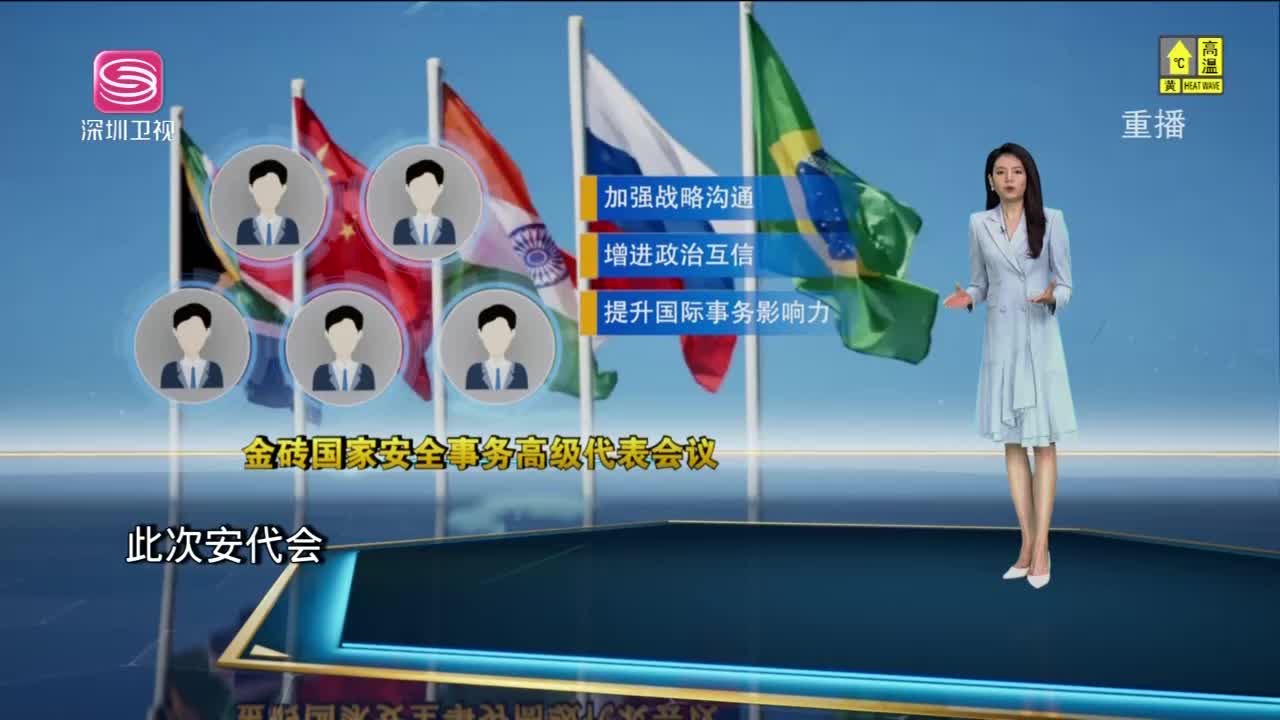 深圳卫视
℃
高温
黄
HEAT WAVE
重播
加强战略沟通
增进政治互信
提升国际事务影响力
金砖国家安全事务高级代表会议
此次安代会